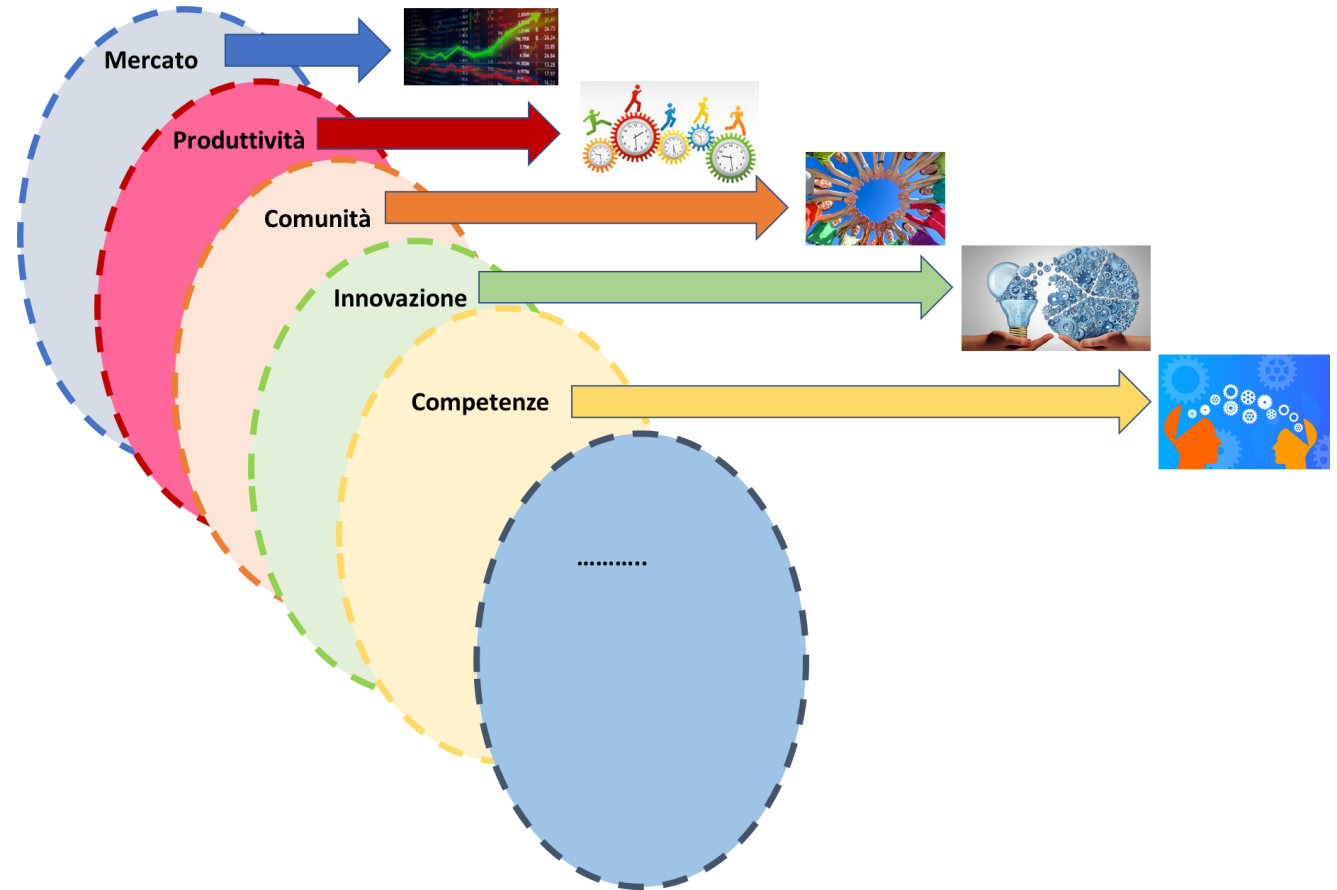 Mercato
Produttività
Comunità
Innovazione
Competenze
...........